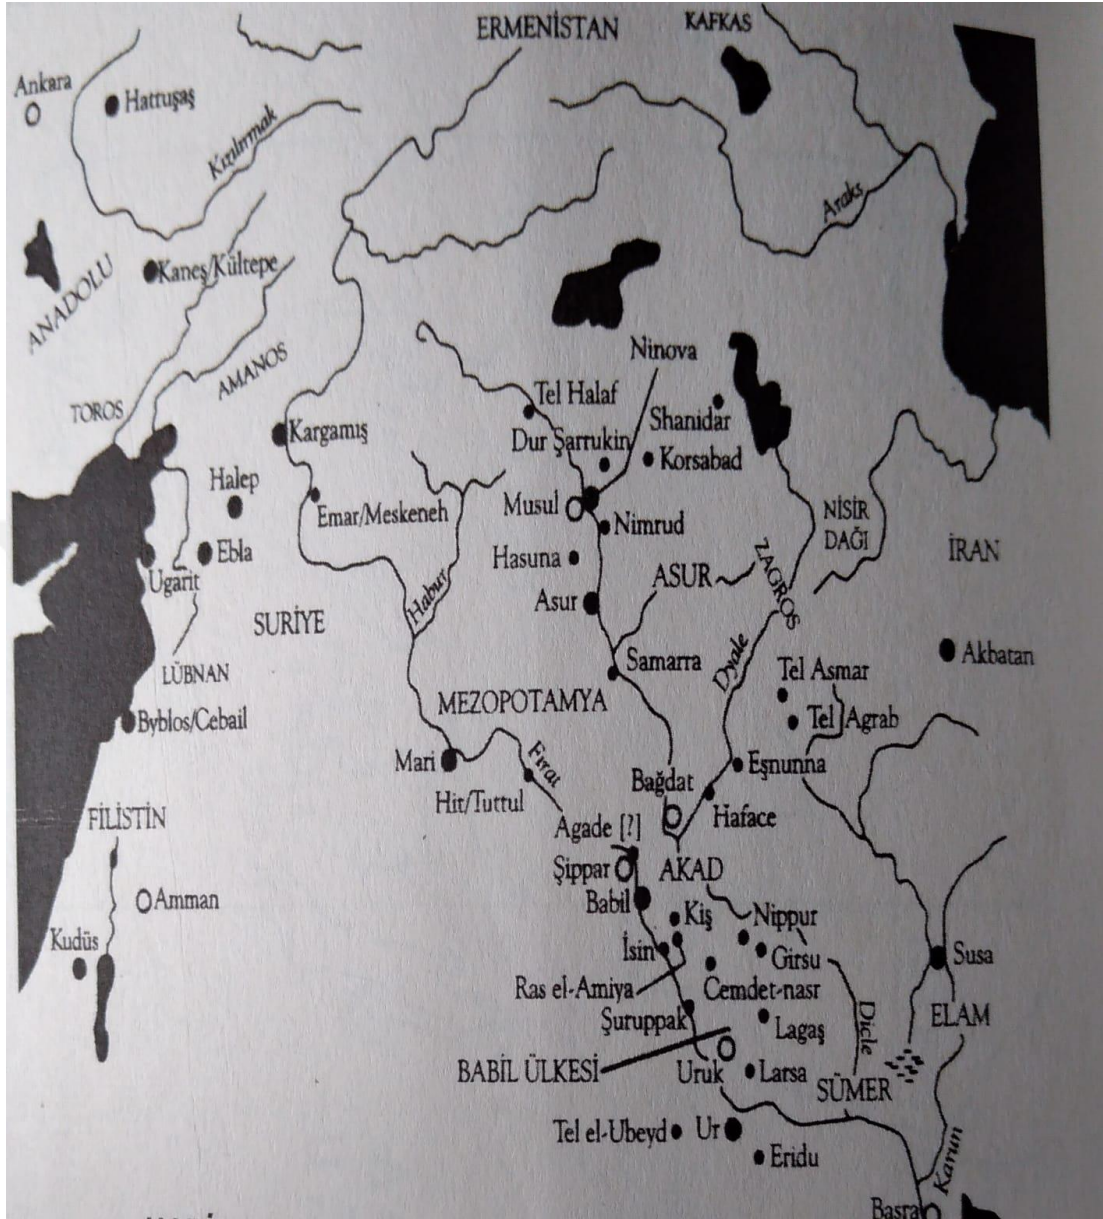 ERMENİSTAN
KAFKAS
Ankara
Hattuşaş
Kızılırmak
Araks
Kaneş/Kültepe
ANADOLU
AMANOS
TOROS
Ninova
Tel Halaf
Shanidar
Kargamış
Dur Şarrukin
Korsabad
Halep
Musul
Emar/Meskeneh
Nimrud
NİSİR
DAĞI
İRAN
Ebla
Hasuna
ZAGROS
Ugarit
ASUR
Habur
Asur
SURİYE
Samarra
Dyale
Akbatan
LÜBNAN
Tel Asmar
MEZOPOTAMYA
Byblos/Cebail
Tel Agrab
Mari
Fırat
Eşnunna
Bağdat
Hit/Tuttul
Haface
FİLİSTİN
Agade [?]
Şippar
AKAD
Amman
Babil
Kiş
Nippur
Kudüs
İsin
Girsu
Susa
Ras el-Amiya
Cemdet-nasr
Şuruppak
Lagaş
Dicle
ELAM
BABİL ÜLKESİ
Uruk
Larsa
SÜMER
Tel el-Ubeyd
Ur
Eridu
Karun
Basra